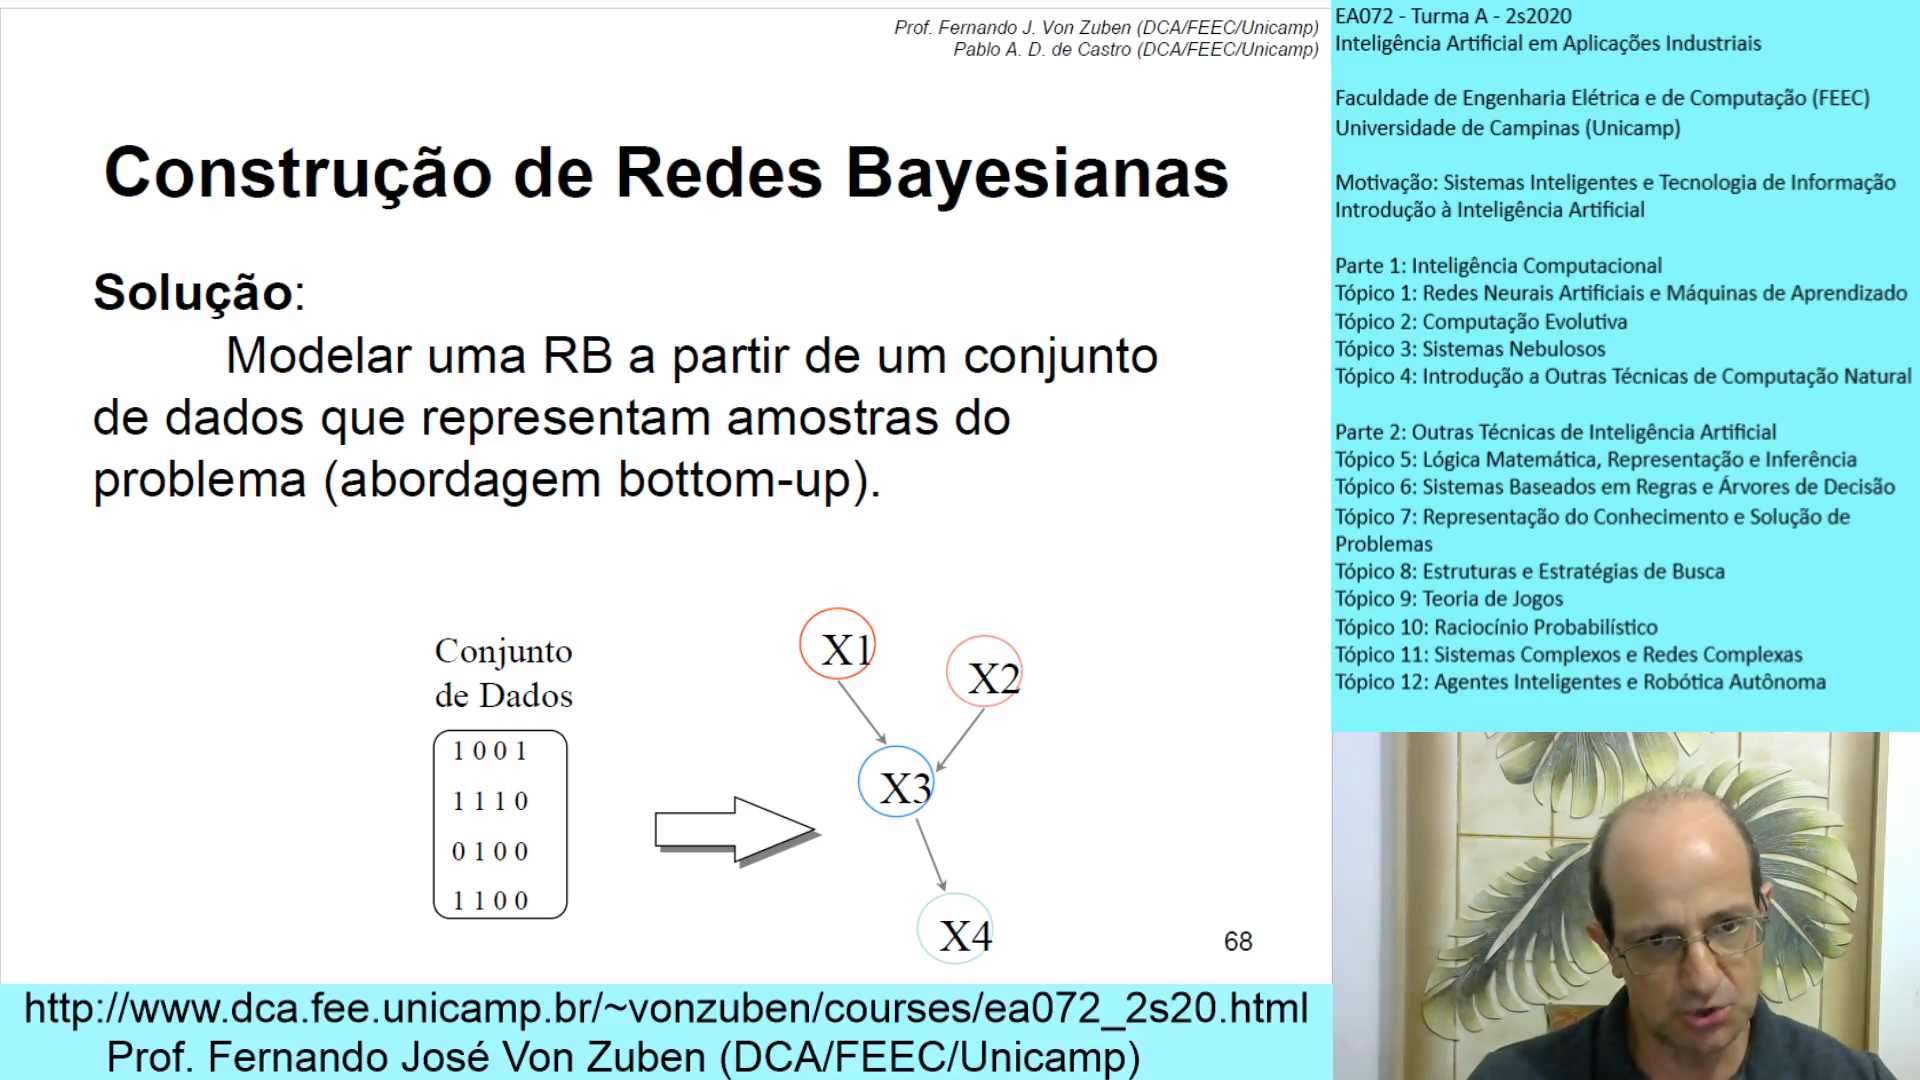 Prof. Fernando J. Von Zuben (DCA/FEEC/Unicamp)
Pablo A. D. de Castro (DCA/FEEC/Unicamp)
Construção de Redes Bayesianas
Solução:
Modelar uma RB a partir de um conjunto
de dados que representam amostras do
problema (abordagem bottom-up).
Conjunto
de Dados
1 0 0 1
1 1 1 0
0 1 0 0
1 1 0 0
X1
X2
X3
X4
68
http://www.dca.fee.unicamp.br/~vonzuben/courses/ea072_2s20.html
Prof. Fernando José Von Zuben (DCA/FEEC/Unicamp)
EA072 - Turma A - 2s2020
Inteligência Artificial em Aplicações Industriais
Faculdade de Engenharia Elétrica e de Computação (FEEC)
Universidade de Campinas (Unicamp)
Motivação: Sistemas Inteligentes e Tecnologia de Informação
Introdução à Inteligência Artificial
Parte 1: Inteligência Computacional
Tópico 1: Redes Neurais Artificiais e Máquinas de Aprendizado
Tópico 2: Computação Evolutiva
Tópico 3: Sistemas Nebulosos
Tópico 4: Introdução a Outras Técnicas de Computação Natural
Parte 2: Outras Técnicas de Inteligência Artificial
Tópico 5: Lógica Matemática, Representação e Inferência
Tópico 6: Sistemas Baseados em Regras e Árvores de Decisão
Tópico 7: Representação do Conhecimento e Solução de
Problemas
Tópico 8: Estruturas e Estratégias de Busca
Tópico 9: Teoria de Jogos
Tópico 10: Raciocínio Probabilístico
Tópico 11: Sistemas Complexos e Redes Complexas
Tópico 12: Agentes Inteligentes e Robótica Autônoma